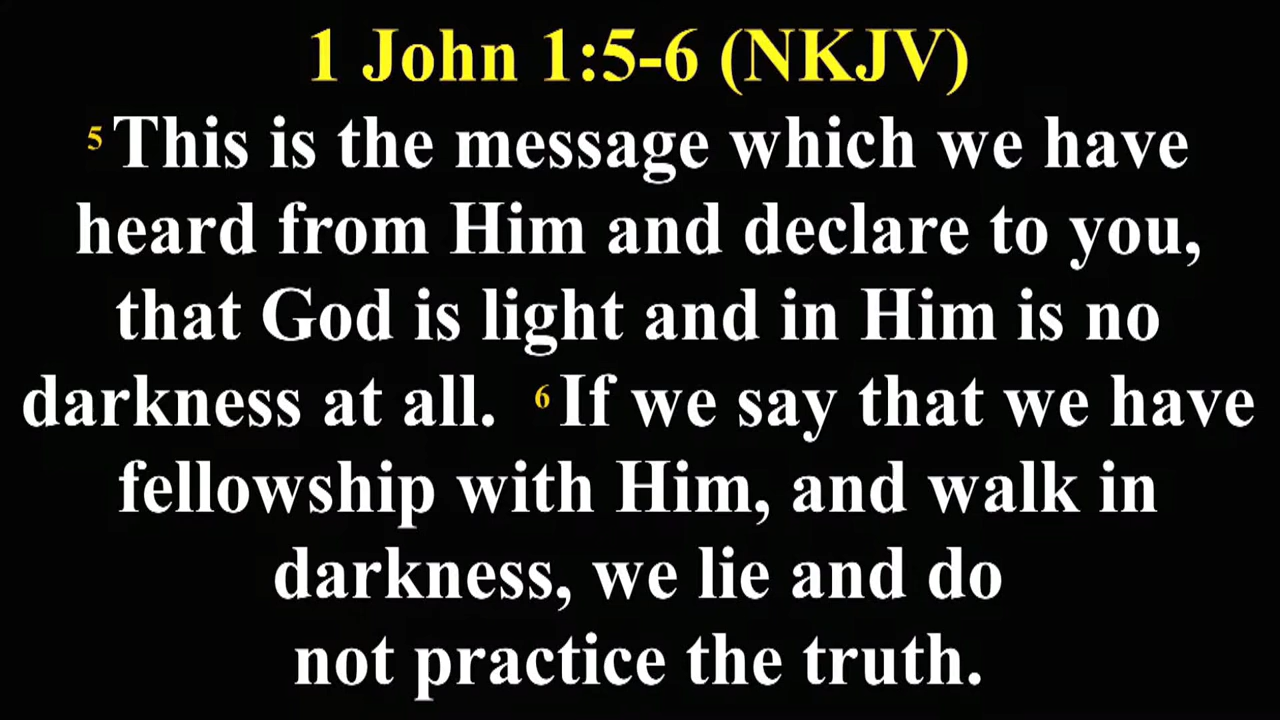 1 John 1:5-6 (NKJV)
5 This is the message which we have
heard from Him and declare to you,
that God is light and in Him is no
darkness at all. 6 If we say that we have
fellowship with Him, and walk in
darkness, we lie and do
not practice the truth.